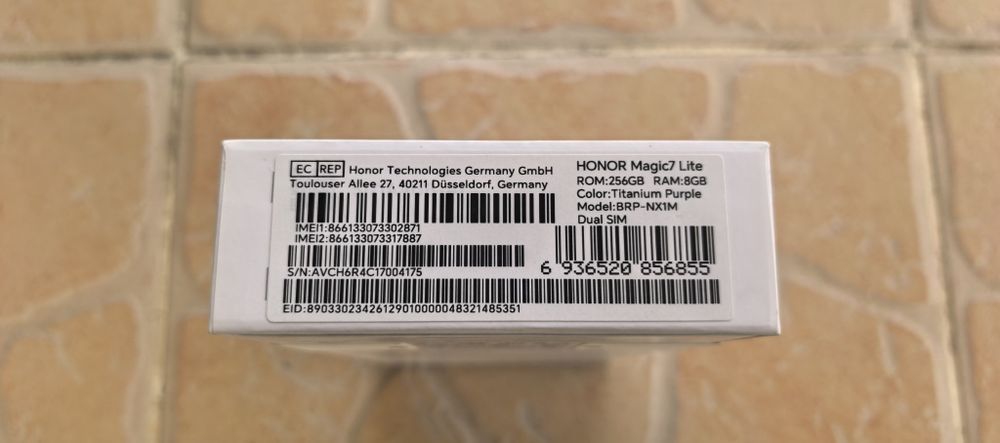 EC REP Honor Technologies Germany GmbH
Toulouser Allee 27, 40211 Düsseldorf, Germany
IMEI1:866133073302871
IMEI2:866133073317887
S/N:AVCH6R4C17004175
EID:89033023426129010000048321485351
HONOR Magic7 Lite
ROM:256GB RAM:8GB
Color:Titanium Purple
Model:BRP-NX1M
Dual SIM
6 936520 856855